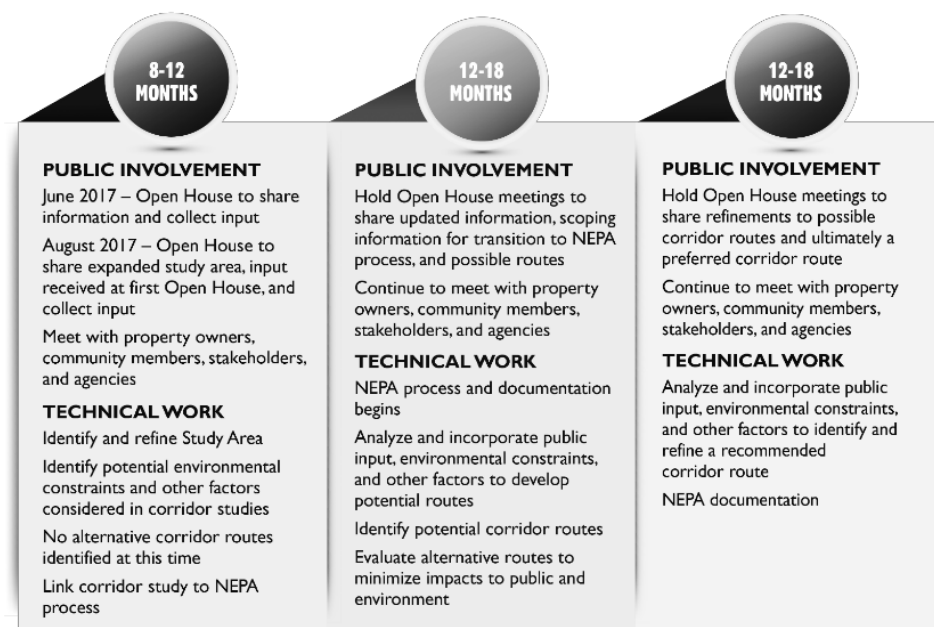 8-12
MONTHS
PUBLIC INVOLVEMENT
June 2017 – Open House to share
information and collect input
August 2017 – Open House to
share expanded study area, input
received at first Open House, and
collect input
Meet with property owners,
community members, stakeholders,
and agencies
TECHNICAL WORK
Identify and refine Study Area
Identify potential environmental
constraints and other factors
considered in corridor studies
No alternative corridor routes
identified at this time
Link corridor study to NEPA
process
12-18
MONTHS
PUBLIC INVOLVEMENT
Hold Open House meetings to
share updated information, scoping
information for transition to NEPA
process, and possible routes
Continue to meet with property
owners, community members,
stakeholders, and agencies
TECHNICAL WORK
NEPA process and documentation
begins
Analyze and incorporate public
input, environmental constraints,
and other factors to develop
potential routes
Identify potential corridor routes
Evaluate alternative routes to
minimize impacts to public and
environment
12-18
MONTHS
PUBLIC INVOLVEMENT
Hold Open House meetings to
share refinements to possible
corridor routes and ultimately a
preferred corridor route
Continue to meet with property
owners, community members,
stakeholders, and agencies
TECHNICAL WORK
Analyze and incorporate public
input, environmental constraints,
and other factors to identify and
refine a recommended
corridor route
NEPA documentation